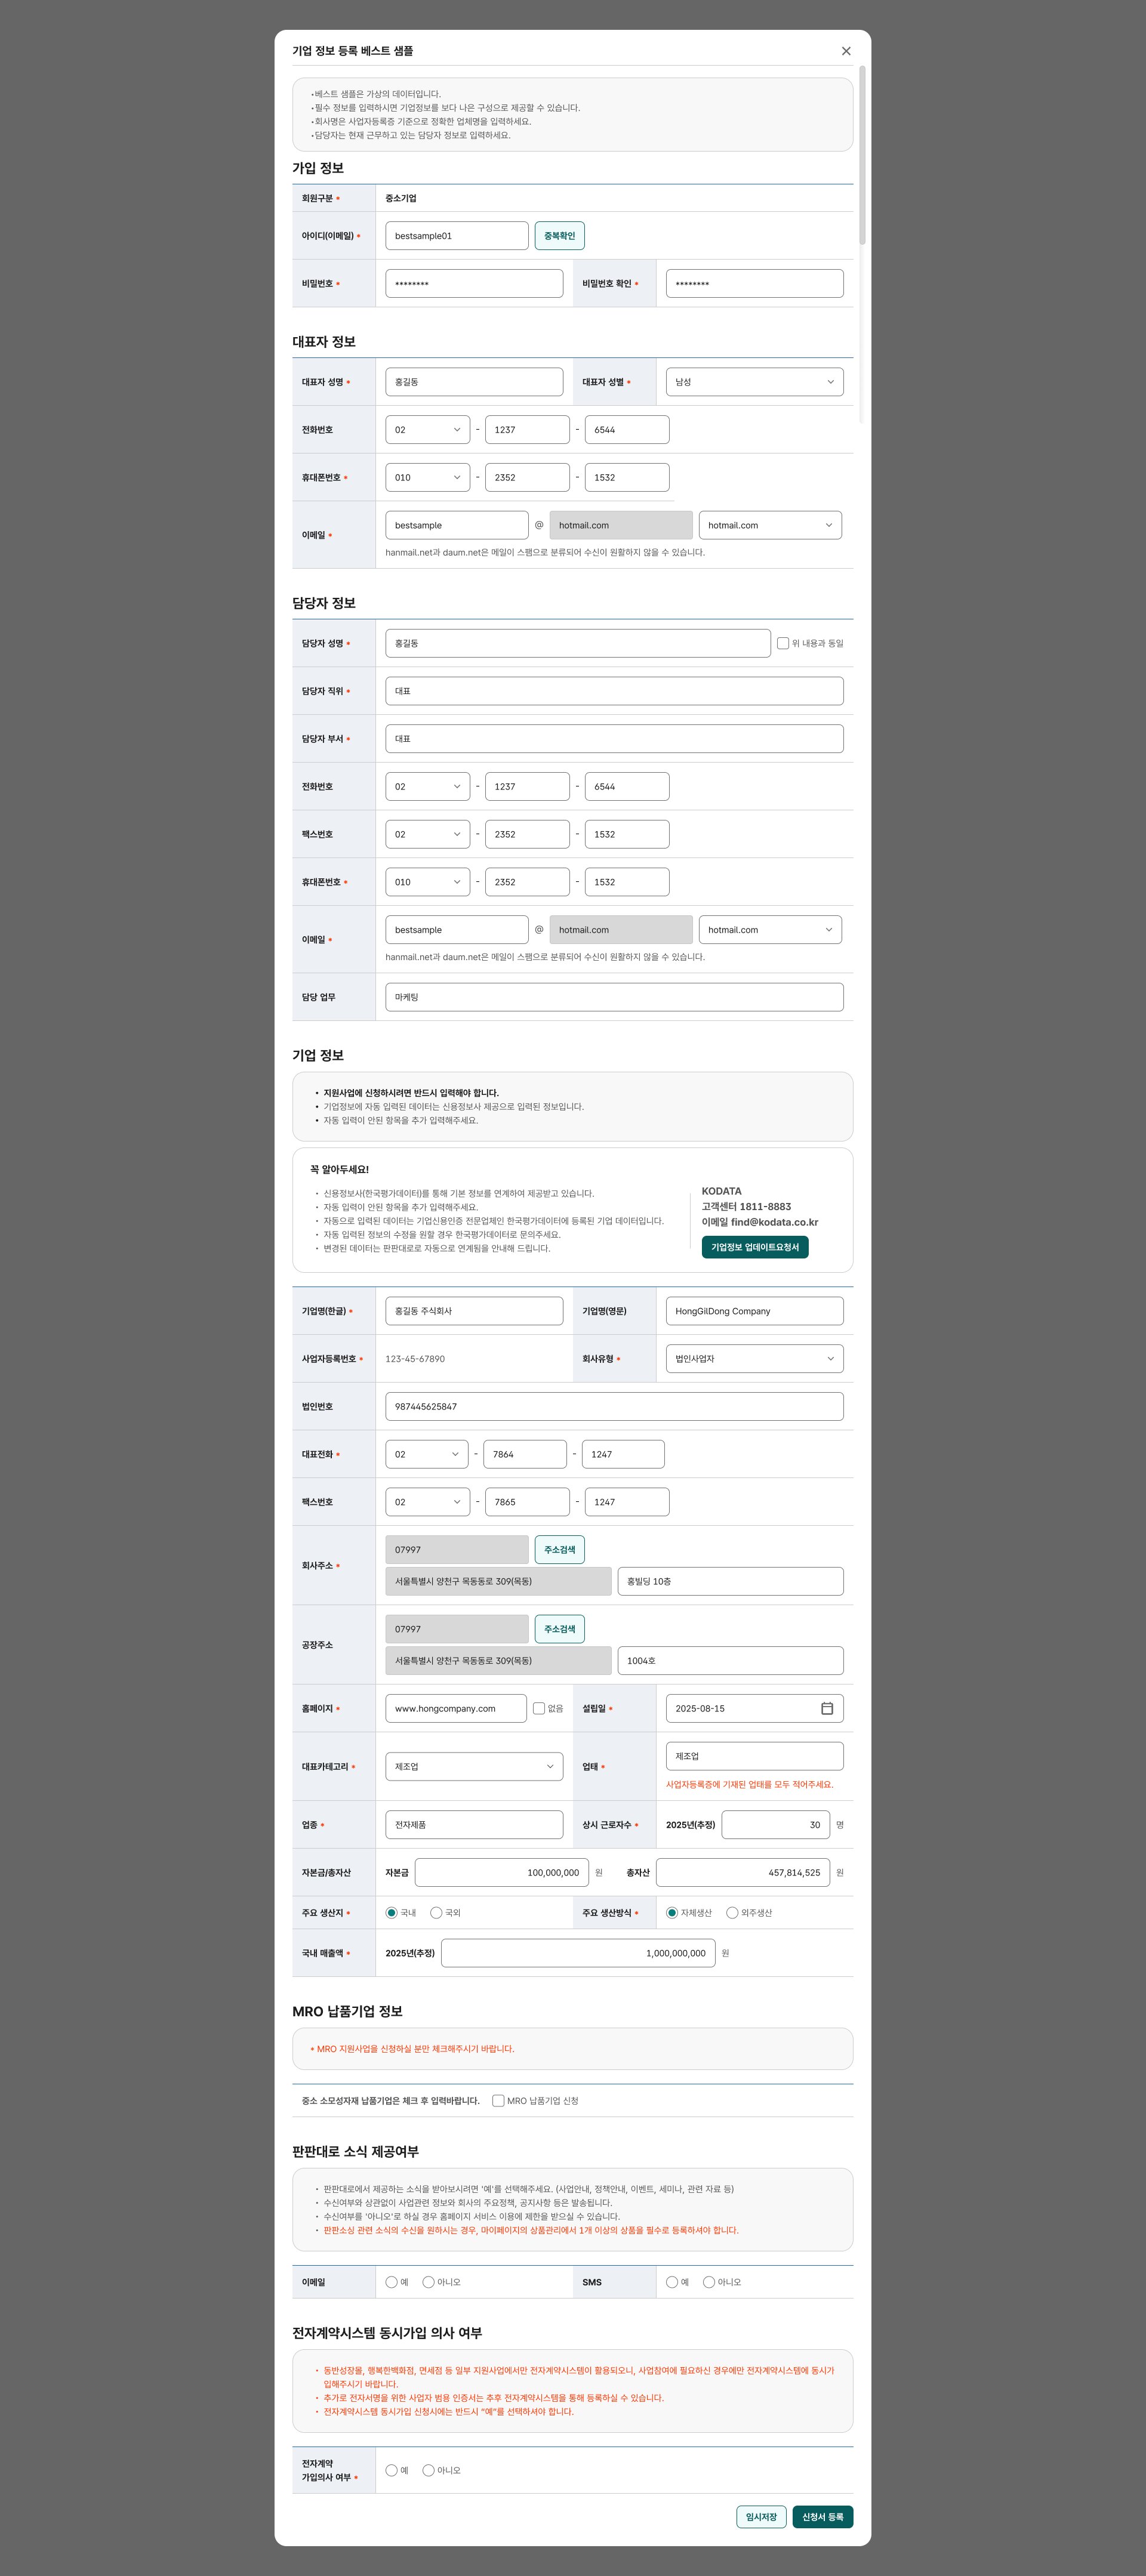 기업 정보 등록 베스트 샘플
•베스트 샘플은 가상의 데이터입니다.
•필수 정보를 입력하시면 기업정보를 보다 나은 구성으로 제공할 수 있습니다.
•회사명은 사업자등록증 기준으로 정확한 업체명을 입력하세요.
•담당자는 현재 근무하고 있는 담당자 정보로 입력하세요.
가입 정보
회원구분 * 중소기업
아이디(이메일) * bestsample01 중복확인
비밀번호 * ******** 비밀번호 확인 * ********
대표자 정보
대표자 성명 * 홍길동 대표자 성별 * 남성
전화번호 02 - 1237 - 6544
휴대폰번호 * 010 - 2352 - 1532
이메일 * bestsample @ hotmail.com hotmail.com
hanmail.net과 daum.net은 메일이 스팸으로 분류되어 수신이 원활하지 않을 수 있습니다.
담당자 정보
담당자 성명 * 홍길동 위 내용과 동일
담당자 직위 * 대표
담당자 부서 * 대표
전화번호 02 - 1237 - 6544
팩스번호 02 - 2352 - 1532
휴대폰번호 * 010 - 2352 - 1532
이메일 * bestsample @ hotmail.com hotmail.com
hanmail.net과 daum.net은 메일이 스팸으로 분류되어 수신이 원활하지 않을 수 있습니다.
담당 업무 마케팅
기업 정보
• 지원사업에 신청하시려면 반드시 입력해야 합니다.
• 기업정보에 자동 입력된 데이터는 신용정보사 제공으로 입력된 정보입니다.
• 자동 입력이 안된 항목을 추가 입력해주세요.
꼭 알아두세요!
• 신용정보사(한국평가데이터)를 통해 기본 정보를 연계하여 제공받고 있습니다.
• 자동 입력이 안된 항목을 추가 입력해주세요.
• 자동으로 입력된 데이터는 기업신용인증 전문업체인 한국평가데이터에 등록된 기업 데이터입니다.
• 자동 입력된 정보의 수정을 원할 경우 한국평가데이터로 문의주세요.
• 변경된 데이터는 판판대로로 자동으로 연계됨을 안내해 드립니다.
KODATA
고객센터 1811-8883
이메일 find@kodata.co.kr
기업정보 업데이트요청서
기업명(한글) * 홍길동 주식회사 기업명(영문) HongGilDong Company
사업자등록번호 * 123-45-67890 회사유형 * 법인사업자
법인번호 987445625847
대표전화 * 02 - 7864 - 1247
팩스번호 02 - 7865 - 1247
회사주소 * 07997 주소검색
서울특별시 양천구 목동동로 309(목동) 홍빌딩 10층
공장주소 07997 주소검색
서울특별시 양천구 목동동로 309(목동) 1004호
홈페이지 * www.hongcompany.com 없음 설립일 * 2025-08-15
대표카테고리 * 제조업 업태 * 제조업
사업자등록증에 기재된 업태를 모두 적어주세요.
업종 * 전자제품 상시 근로자수 * 2025년(추정) 30 명
자본금/총자산 자본금 100,000,000 원 총자산 457,814,525 원
주요 생산지 * 국내 국외 주요 생산방식 * 자체생산 외주생산
국내 매출액 * 2025년(추정) 1,000,000,000 원
MRO 납품기업 정보
* MRO 지원사업을 신청하실 분만 체크해주시기 바랍니다.
중소 소모성자재 납품기업은 체크 후 입력바랍니다. MRO 납품기업 신청
판판대로 소식 제공여부
• 판판대로에서 제공하는 소식을 받아보시려면 '예'를 선택해주세요. (사업안내, 정책안내, 이벤트, 세미나, 관련 자료 등)
• 수신여부와 상관없이 사업관련 정보와 회사의 주요정책, 공지사항 등은 발송됩니다.
• 수신여부를 '아니오'로 하실 경우 홈페이지 서비스 이용에 제한을 받으실 수 있습니다.
• 판판소싱 관련 소식의 수신을 원하시는 경우, 마이페이지의 상품관리에서 1개 이상의 상품을 필수로 등록하셔야 합니다.
이메일 예 아니오 SMS 예 아니오
전자계약시스템 동시가입 의사 여부
• 동반성장몰, 행복한백화점, 면세점 등 일부 지원사업에서만 전자계약시스템이 활용되오니, 사업참여에 필요하신 경우에만 전자계약시스템에 동시가
입해주시기 바랍니다.
• 추가로 전자서명을 위한 사업자 범용 인증서는 추후 전자계약시스템을 통해 등록하실 수 있습니다.
• 전자계약시스템 동시가입 신청시에는 반드시 “예”를 선택하셔야 합니다.
전자계약
가입의사 여부 * 예 아니오
임시저장 신청서 등록